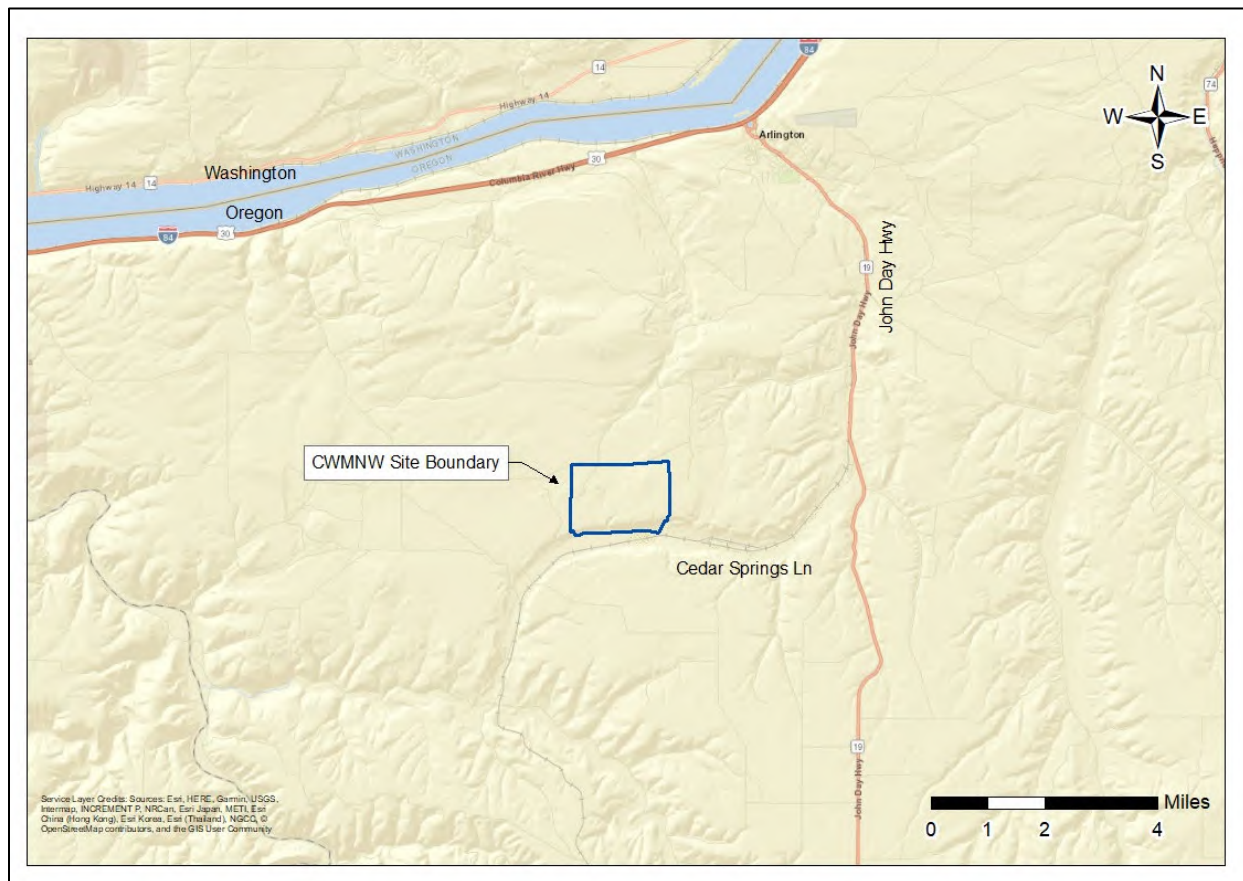 84
14
74
N
W E
S
Highway 14
Arlington
WASHINGTON
OREGON
Washington
30
Highway 14
14
Columbia River Hwy
Oregon
84
30
19
John Day Hwy
John Day Hwy
CWMNW Site Boundary
Cedar Springs Ln
19
John Day Hwy
Service Layer Credits: Sources: Esri, HERE, Garmin, USGS,
Intermap, INCREMENT P, NRCan, Esri Japan, METI, Esri
China (Hong Kong), Esri Korea, Esri (Thailand), NGCC, ©
OpenStreetMap contributors, and the GIS User Community
Miles
0 1 2 4